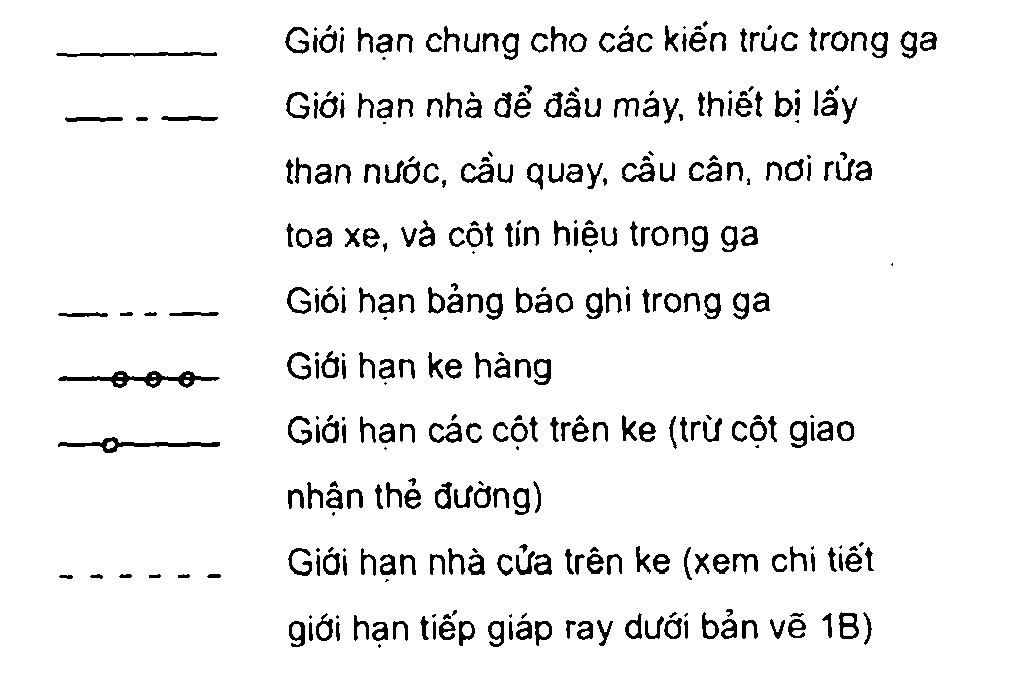 Giới hạn chung cho các kiến trúc trong ga
Giới hạn nhà để đầu máy, thiết bị lấy
than nước, cầu quay, cầu cân, nơi rửa
toa xe, và cột tín hiệu trong ga
Giói hạn bảng báo ghi trong ga
Giới hạn ke hàng
Giới hạn các cột trên ke (trừ cột giao
nhận thẻ đường)
Giới hạn nhà cửa trên ke (xem chi tiết
giới hạn tiếp giáp ray dưới bản vẽ 1B)